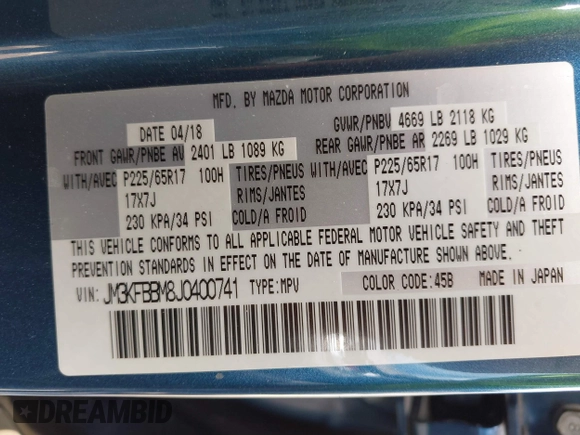 MFD. BY MAZDA MOTOR CORPORATION
DATE 04/18
GVWR/PNBV 4669 LB 2118 KG
FRONT GAWR/PNBE AV 2401 LB 1089 KG
REAR GAWR/PNBE AR 2269 LB 1029 KG
WITH/AVEC P225/65R17 100H TIRES/PNEUS
17X7J RIMS/JANTES
230 KPA/34 PSI COLD/A FROID
WITH/AVEC P225/65R17 100H TIRES/PNEUS
17X7J RIMS/JANTES
230 KPA/34 PSI COLD/A FROID
THIS VEHICLE CONFORMS TO ALL APPLICABLE FEDERAL MOTOR VEHICLE SAFETY AND THEFT
PREVENTION STANDARDS IN EFFECT ON THE DATE OF MANUFACTURE SHOWN ABOVE.
VIN: JM3KFBBM8J0400741 TYPE:MPV
COLOR CODE:45B MADE IN JAPAN
DREAMBID